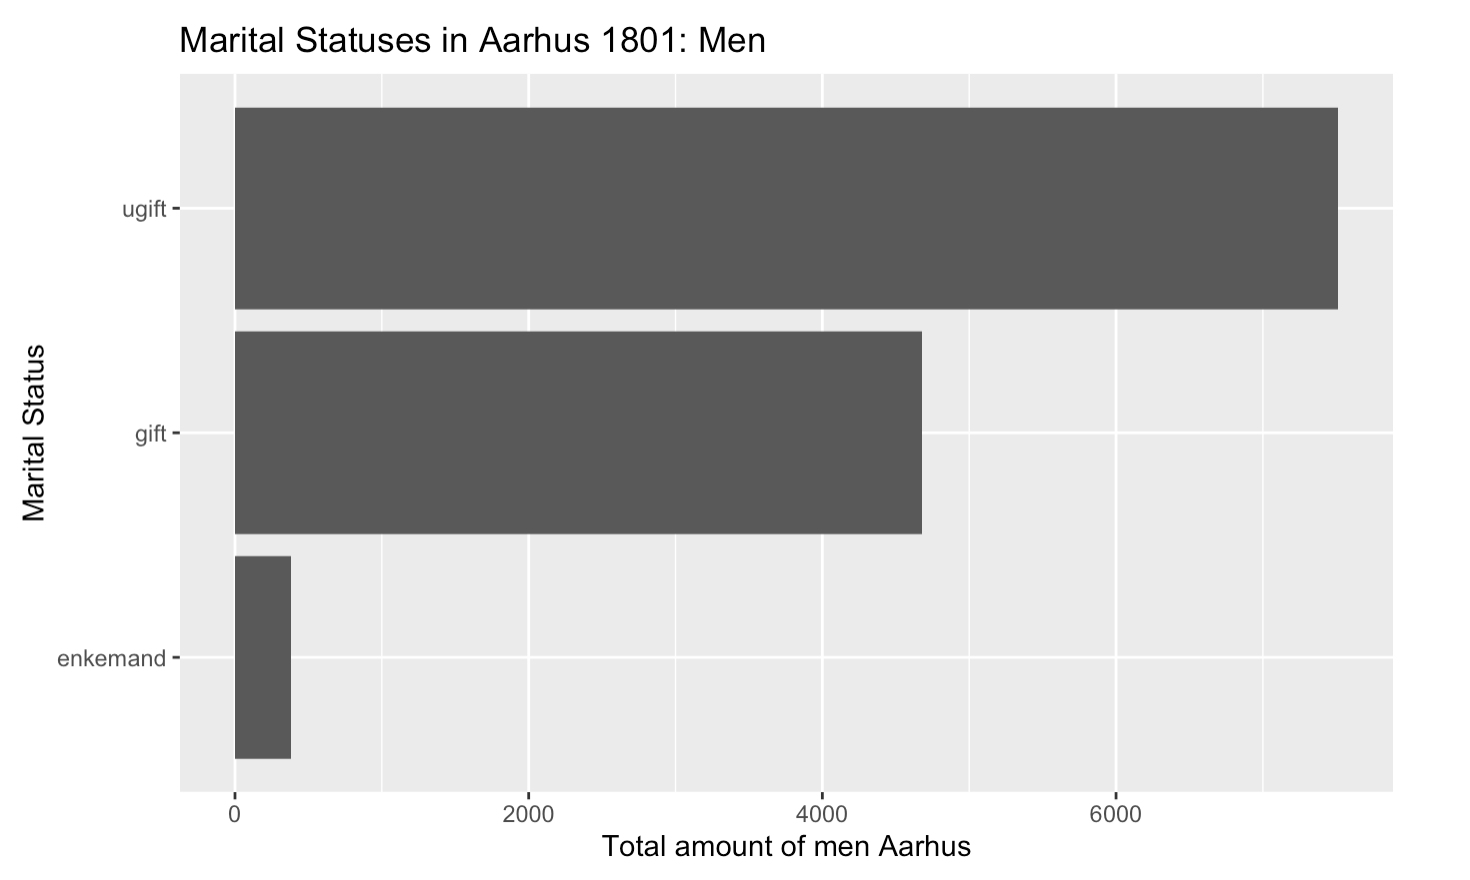 Marital Statuses in Aarhus 1801: Men
Marital Status
ugift
gift
enkemand
0
2000
4000
6000
Total amount of men Aarhus